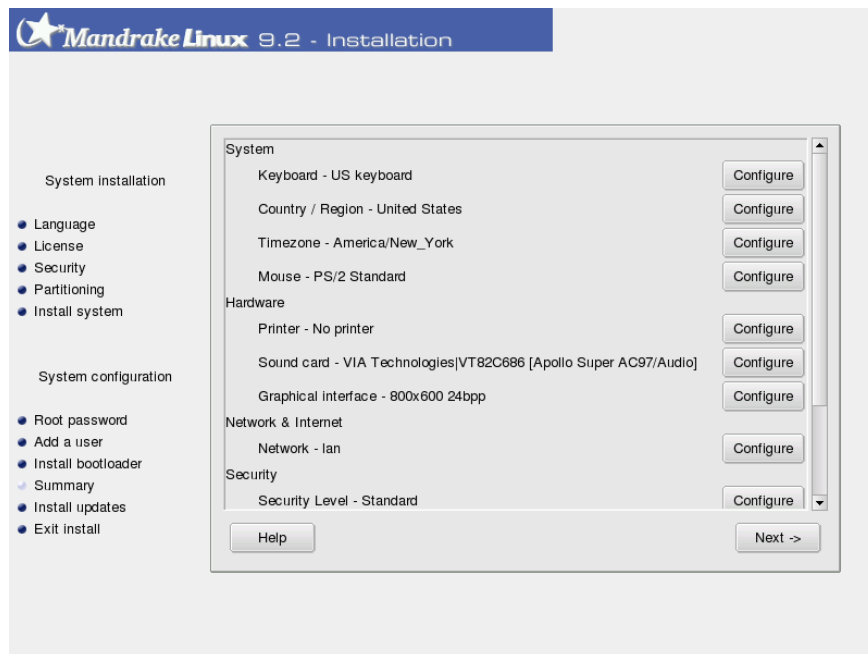 Mandrake Linux 9.2 - Installation
System installation
Language
License
Security
Partitioning
Install system
System configuration
Root password
Add a user
Install bootloader
Summary
Install updates
Exit install
System
Keyboard - US keyboard Configure
Country / Region - United States Configure
Timezone - America/New_York Configure
Mouse - PS/2 Standard Configure
Hardware
Printer - No printer Configure
Sound card - VIA Technologies|VT82C686 [Apollo Super AC97/Audio] Configure
Graphical interface - 800x600 24bpp Configure
Network & Internet
Network - lan Configure
Security
Security Level - Standard Configure
Help Next ->